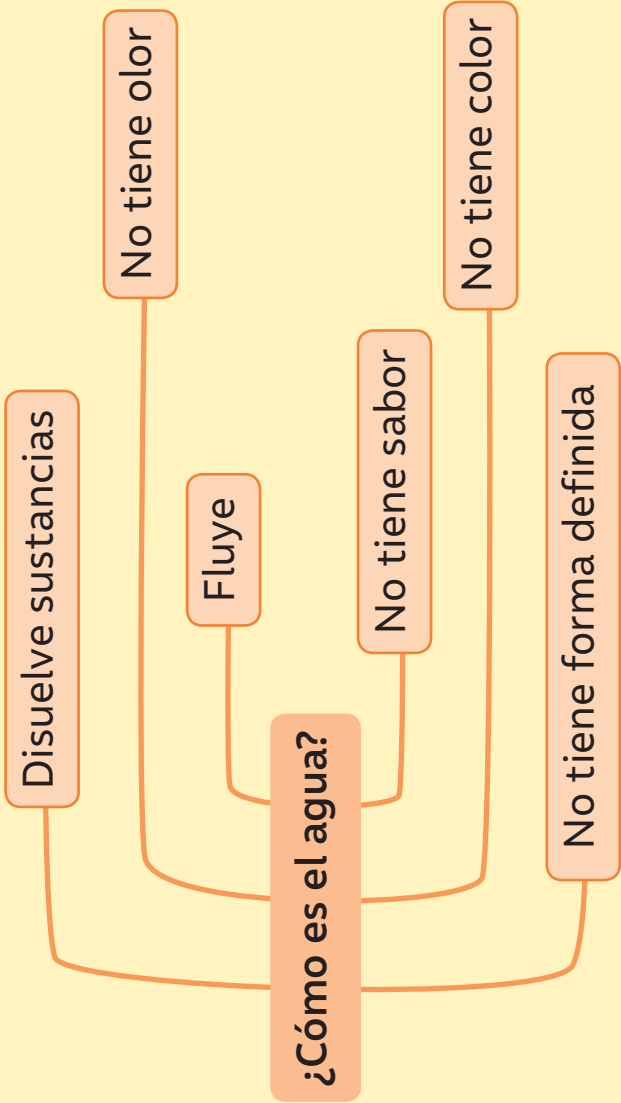 ¿Cómo es el agua?
Disuelve sustancias
No tiene olor
Fluye
No tiene sabor
No tiene color
No tiene forma definida